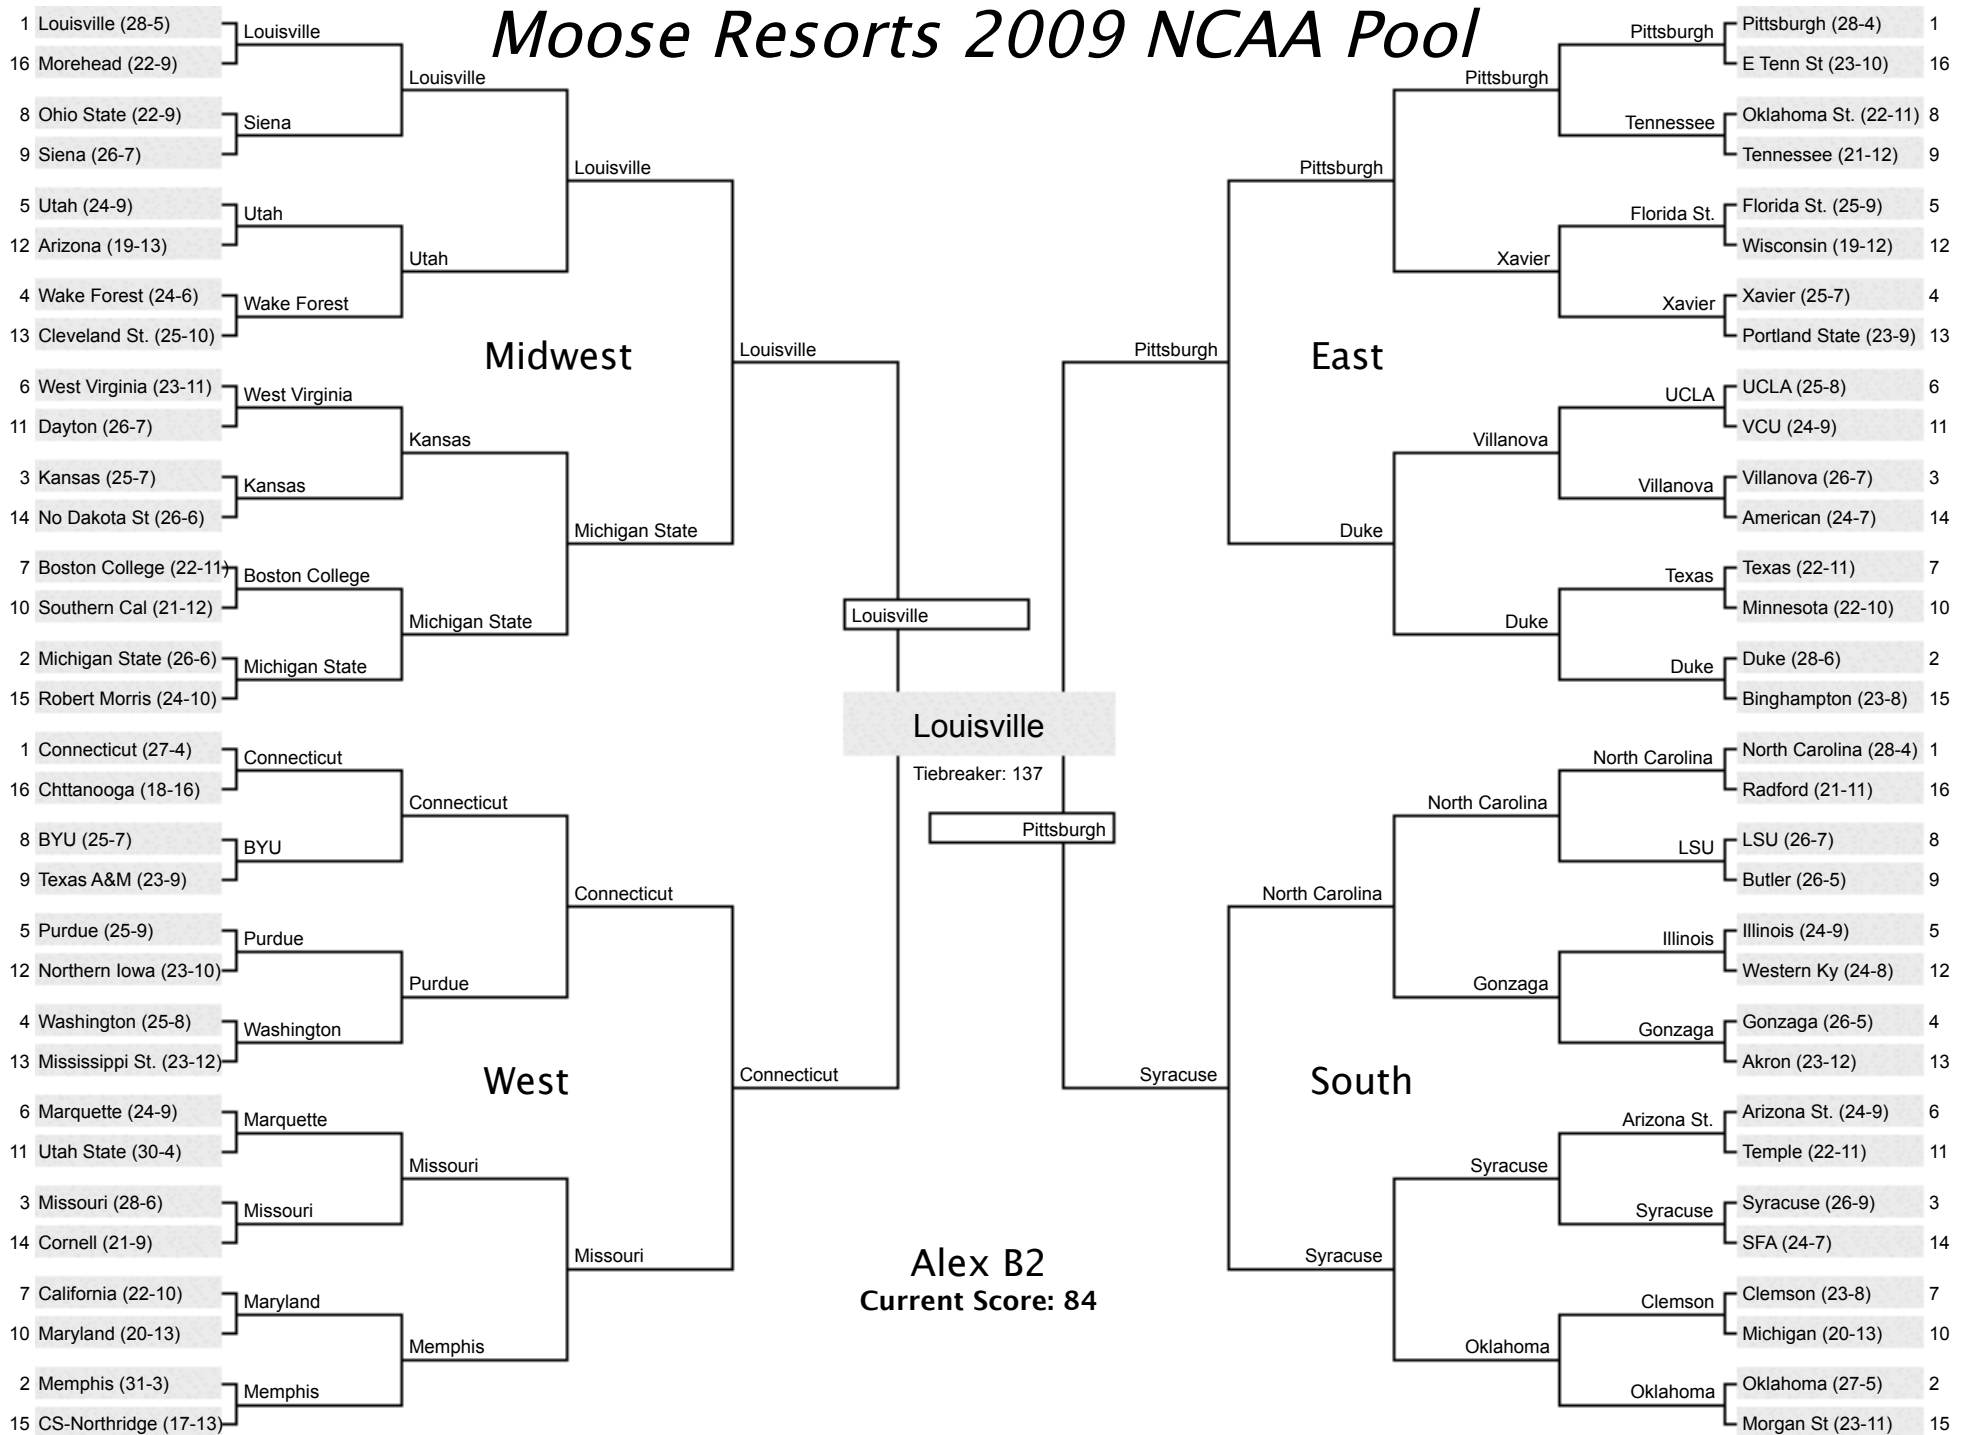 Moose Resorts 2009 NCAA Pool
1 Louisville (28-5)
16 Morehead (22-9)
8 Ohio State (22-9)
9 Siena (26-7)
5 Utah (24-9)
12 Arizona (19-13)
4 Wake Forest (24-6)
13 Cleveland St. (25-10)
6 West Virginia (23-11)
11 Dayton (26-7)
3 Kansas (25-7)
14 No Dakota St (26-6)
7 Boston College (22-11)
10 Southern Cal (21-12)
2 Michigan State (26-6)
15 Robert Morris (24-10)
Louisville
Siena
Utah
Wake Forest
West Virginia
Kansas
Boston College
Michigan State
Louisville
Utah
Kansas
Michigan State
Louisville
Michigan State
Louisville
Midwest
1 Connecticut (27-4)
16 Chttanooga (18-16)
8 BYU (25-7)
9 Texas A&M (23-9)
5 Purdue (25-9)
12 Northern Iowa (23-10)
4 Washington (25-8)
13 Mississippi St. (23-12)
6 Marquette (24-9)
11 Utah State (30-4)
3 Missouri (28-6)
14 Cornell (21-9)
7 California (22-10)
10 Maryland (20-13)
2 Memphis (31-3)
15 CS-Northridge (17-13)
Connecticut
BYU
Purdue
Washington
Marquette
Missouri
Maryland
Memphis
Connecticut
Purdue
Missouri
Memphis
Connecticut
Missouri
Connecticut
West
Louisville
Louisville
Tiebreaker: 137
Pittsburgh
Alex B2
Current Score: 84
Pittsburgh (28-4) 1
E Tenn St (23-10) 16
Oklahoma St. (22-11) 8
Tennessee (21-12) 9
Florida St. (25-9) 5
Wisconsin (19-12) 12
Xavier (25-7) 4
Portland State (23-9) 13
UCLA (25-8) 6
VCU (24-9) 11
Villanova (26-7) 3
American (24-7) 14
Texas (22-11) 7
Minnesota (22-10) 10
Duke (28-6) 2
Binghampton (23-8) 15
Pittsburgh
Tennessee
Florida St.
Xavier
UCLA
Villanova
Texas
Duke
Pittsburgh
Xavier
Villanova
Duke
Pittsburgh
Duke
Pittsburgh
East
North Carolina (28-4) 1
Radford (21-11) 16
LSU (26-7) 8
Butler (26-5) 9
Illinois (24-9) 5
Western Ky (24-8) 12
Gonzaga (26-5) 4
Akron (23-12) 13
Arizona St. (24-9) 6
Temple (22-11) 11
Syracuse (26-9) 3
SFA (24-7) 14
Clemson (23-8) 7
Michigan (20-13) 10
Oklahoma (27-5) 2
Morgan St (23-11) 15
North Carolina
LSU
Illinois
Gonzaga
Arizona St.
Syracuse
Clemson
Oklahoma
North Carolina
Gonzaga
Syracuse
Oklahoma
North Carolina
Syracuse
Syracuse
South